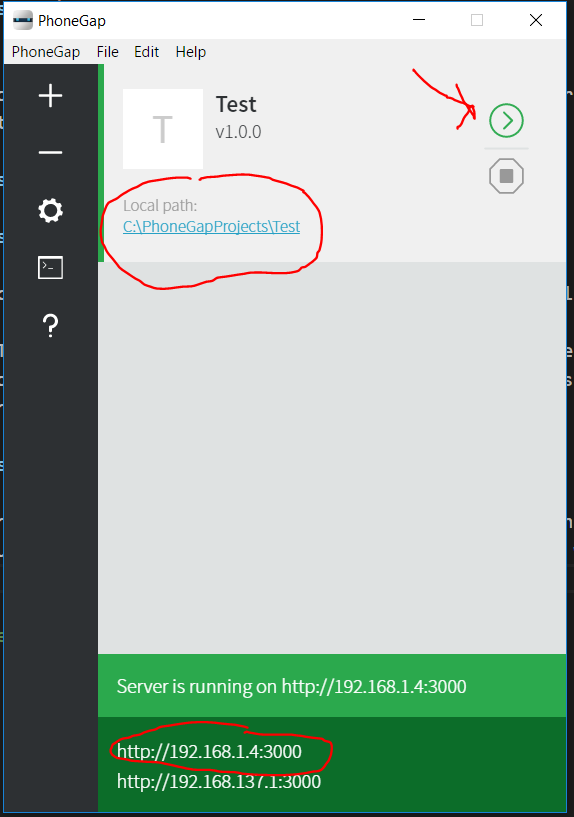 PhoneGap
PhoneGap File Edit Help
T
Test
v1.0.0
Local path:
C:\PhoneGapProjects\Test
Server is running on http://192.168.1.4:3000
http://192.168.1.4:3000
http://192.168.137.1:3000